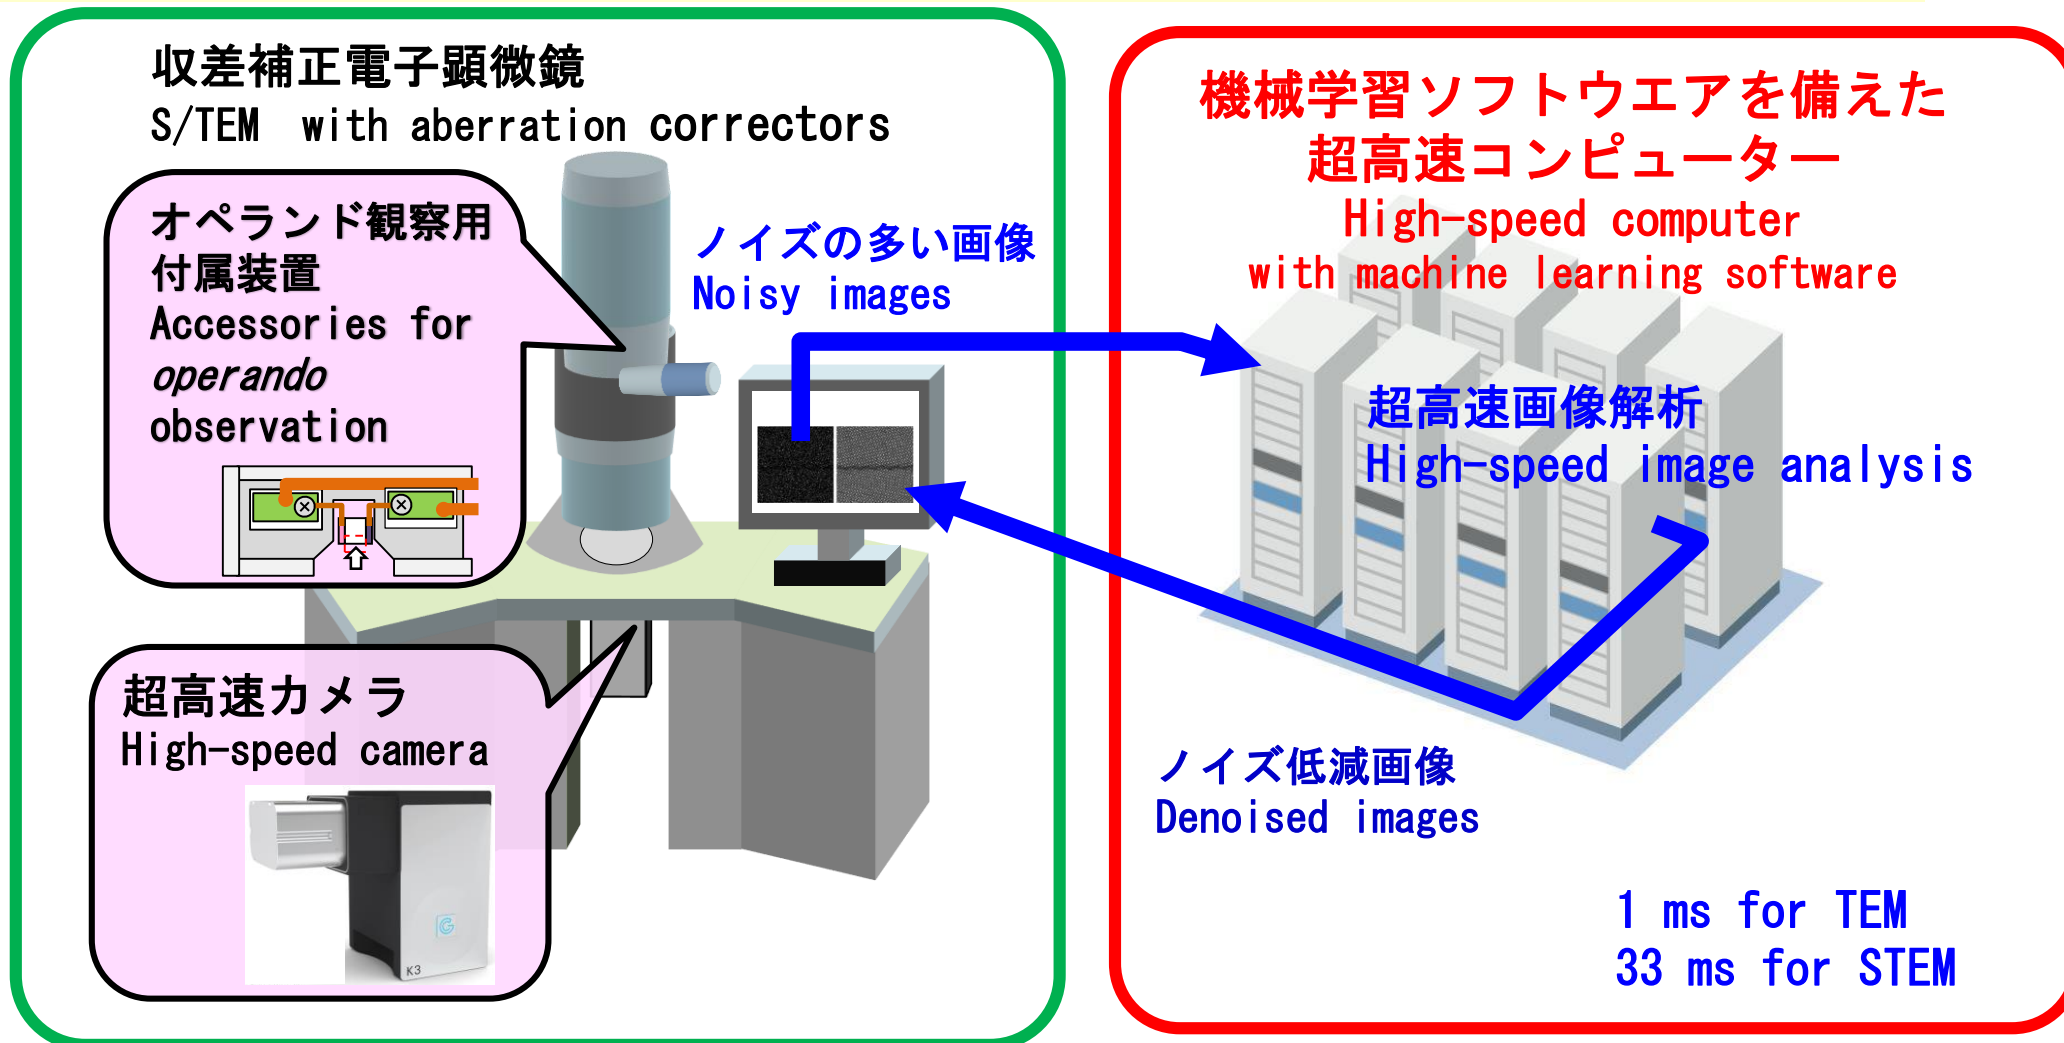 収差補正電子顕微鏡
S/TEM with aberration correctors
オペランド観察用
付属装置
Accessories for
operando
observation
超高速カメラ
High-speed camera
K3
ノイズの多い画像
Noisy images
機械学習ソフトウエアを備えた
超高速コンピューター
High-speed computer
with machine learning software
超高速画像解析
High-speed image analysis
ノイズ低減画像
Denoised images
1 ms for TEM
33 ms for STEM